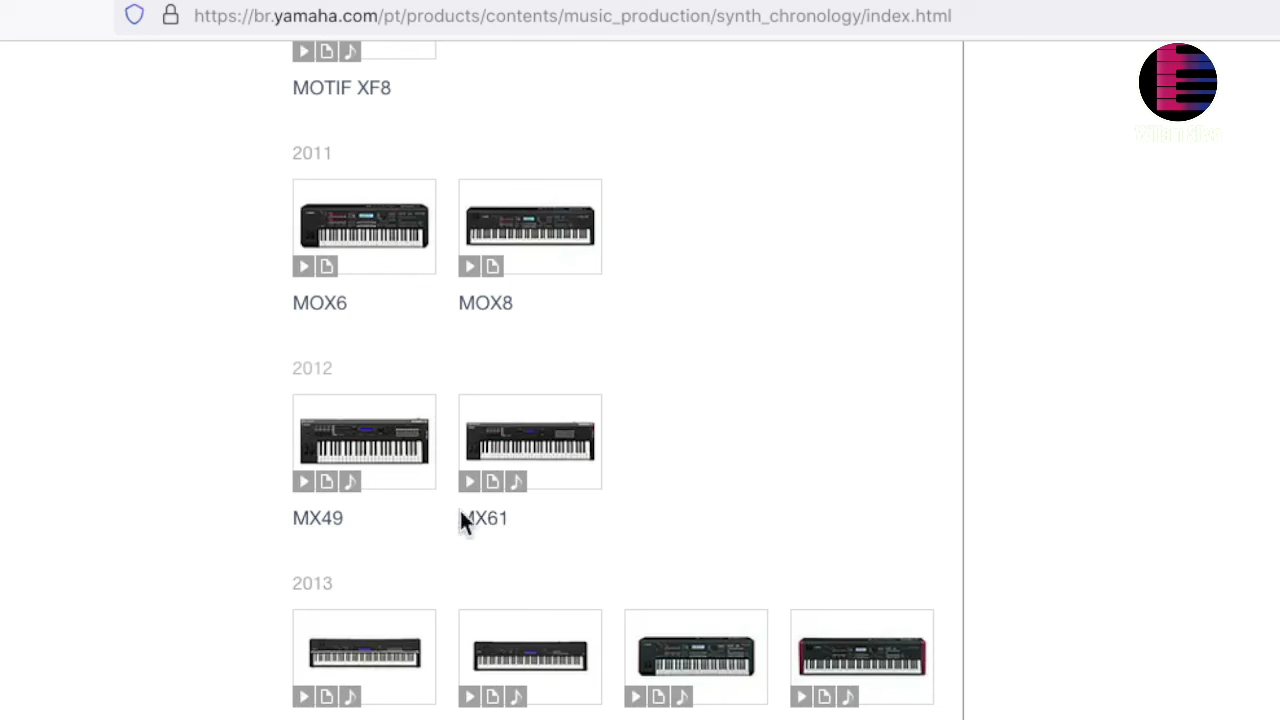 https://br.yamaha.com/pt/products/contents/music_production/synth_chronology/index.html
MOTIF XF8
2011
MOX6 MOX8
2012
MX49 MX61
2013